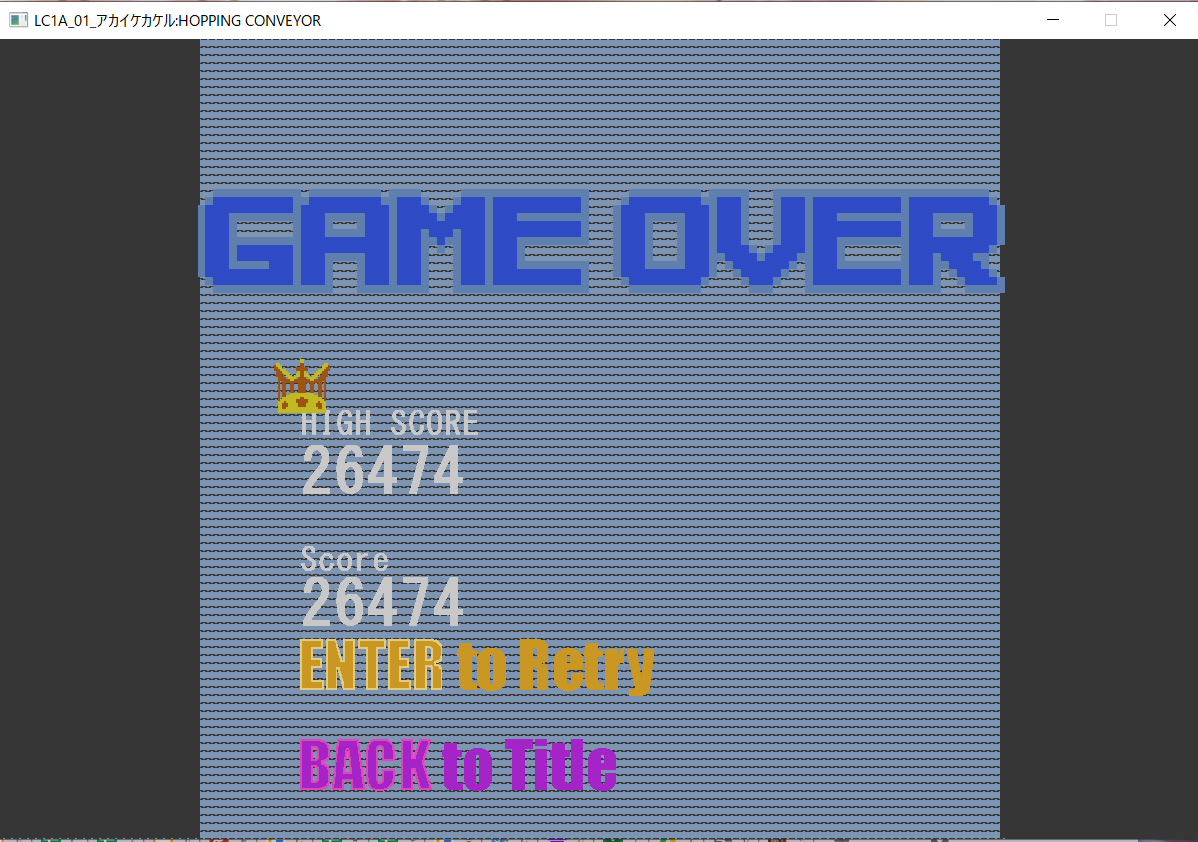 LC1A_01_アカイケカケル:HOPPING CONVEYOR
GAME OVER
HIGH SCORE
26474
Score
26474
ENTER to Retry
BACK to Title